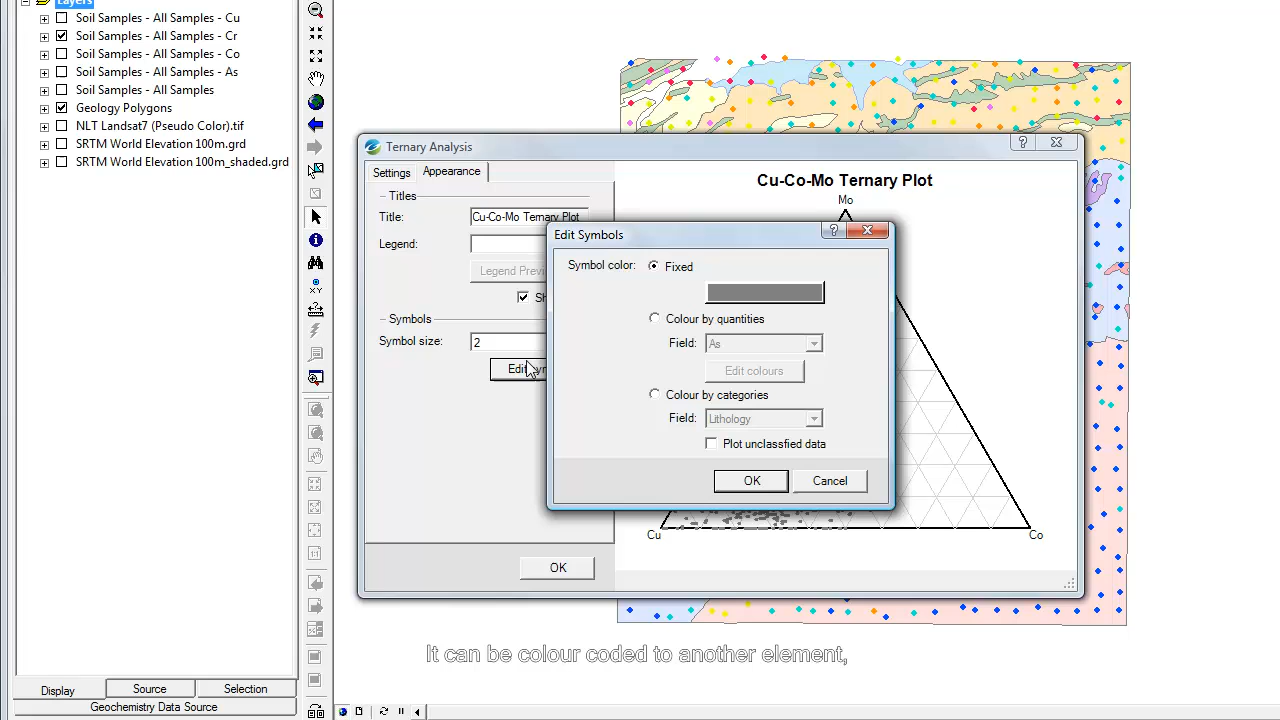 Layers
Soil Samples - All Samples - Cu
Soil Samples - All Samples - Cr
Soil Samples - All Samples - Co
Soil Samples - All Samples - As
Soil Samples - All Samples
Geology Polygons
NLT Landsat7 (Pseudo Color).tif
SRTM World Elevation 100m.grd
SRTM World Elevation 100m_shaded.grd
Display
Source
Selection
Geochemistry Data Source
XY
1:1
Ternary Analysis
Settings
Appearance
Titles
Title:
Cu-Co-Mo Ternary Plot
Legend:
Legend Previ
Sh
Symbols
Symbol size:
2
Edit
OK
Cu-Co-Mo Ternary Plot
Mo
Cu
Co
Edit Symbols
Symbol color:
Fixed
Colour by quantities
Field:
As
Edit colours
Colour by categories
Field:
Lithology
Plot unclassfied data
OK
Cancel
It can be colour coded to another element,